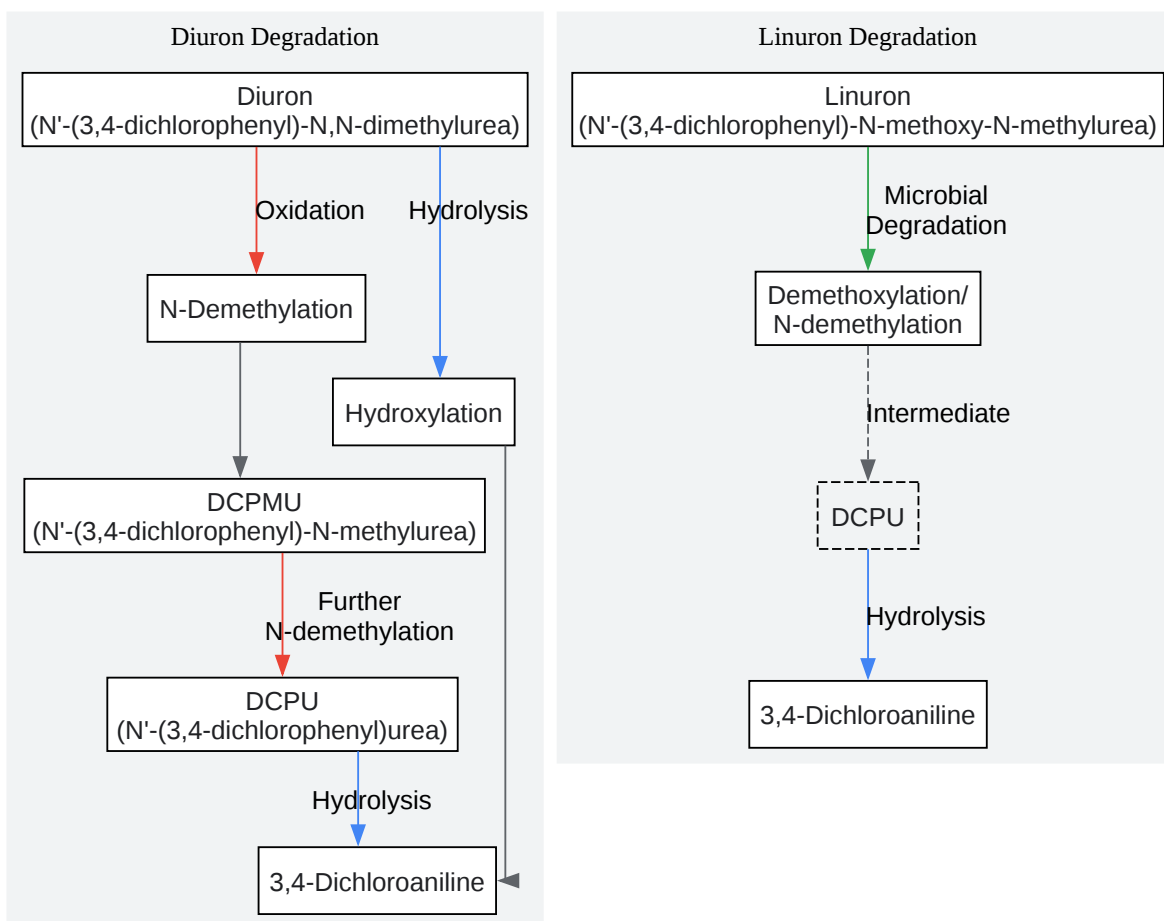 Diuron Degradation
Diuron
(N'-(3,4-dichlorophenyl)-N,N-dimethylurea)
Oxidation
Hydrolysis
N-Demethylation
Hydroxylation
DCPMU
(N'-(3,4-dichlorophenyl)-N-methylurea)
Further
N-demethylation
DCPU
(N'-(3,4-dichlorophenyl)urea)
Hydrolysis
3,4-Dichloroaniline
Linuron Degradation
Linuron
(N'-(3,4-dichlorophenyl)-N-methoxy-N-methylurea)
Microbial
Degradation
Demethoxylation/
N-demethylation
Intermediate
DCPU
Hydrolysis
3,4-Dichloroaniline